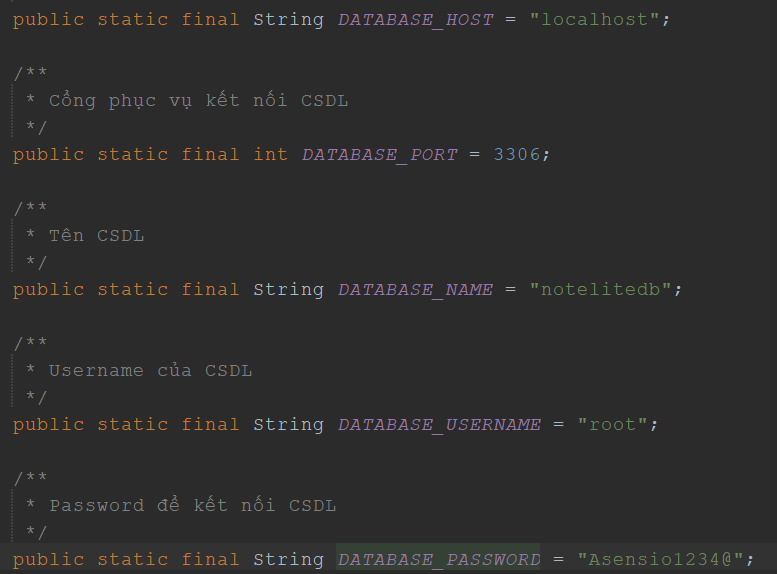 public static final String DATABASE_HOST = "localhost";
/**
* Cổng phục vụ kết nối CSDL
*/
public static final int DATABASE_PORT = 3306;
/**
* Tên CSDL
*/
public static final String DATABASE_NAME = "notelitedb";
/**
* Username của CSDL
*/
public static final String DATABASE_USERNAME = "root";
/**
* Password để kết nối CSDL
*/
public static final String DATABASE_PASSWORD = "Asensio1234@";